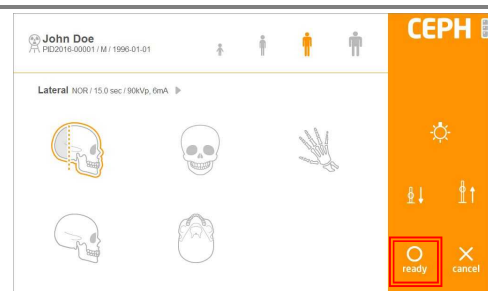 John Doe
PID2016-00001 / M / 1996-01-01
CEPH
Lateral NOR / 15.0 sec / 90kVp, 6mA
ready
cancel